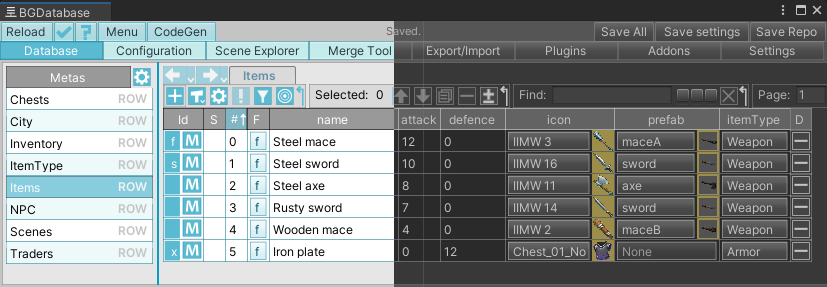 BGDatabase
Reload ? Menu CodeGen Saved. Save All Save settings Save Repo
Database Configuration Scene Explorer Merge Tool Export/Import Plugins Addons Settings
Metas
Chests ROW
City ROW
Inventory ROW
ItemType ROW
Items ROW
NPC ROW
Scenes ROW
Traders ROW
Items
Selected: 0 Find: Page: 1
Id S # F name attack defence icon prefab itemType D
f M 0 f Steel mace 12 0 IIMW 3 maceA Weapon
s M 1 f Steel sword 10 0 IIMW 16 sword Weapon
M 2 f Steel axe 8 0 IIMW 11 axe Weapon
M 3 f Rusty sword 7 0 IIMW 14 sword Weapon
M 4 f Wooden mace 4 0 IIMW 2 maceB Weapon
x M 5 f Iron plate 0 12 Chest_01_No None Armor